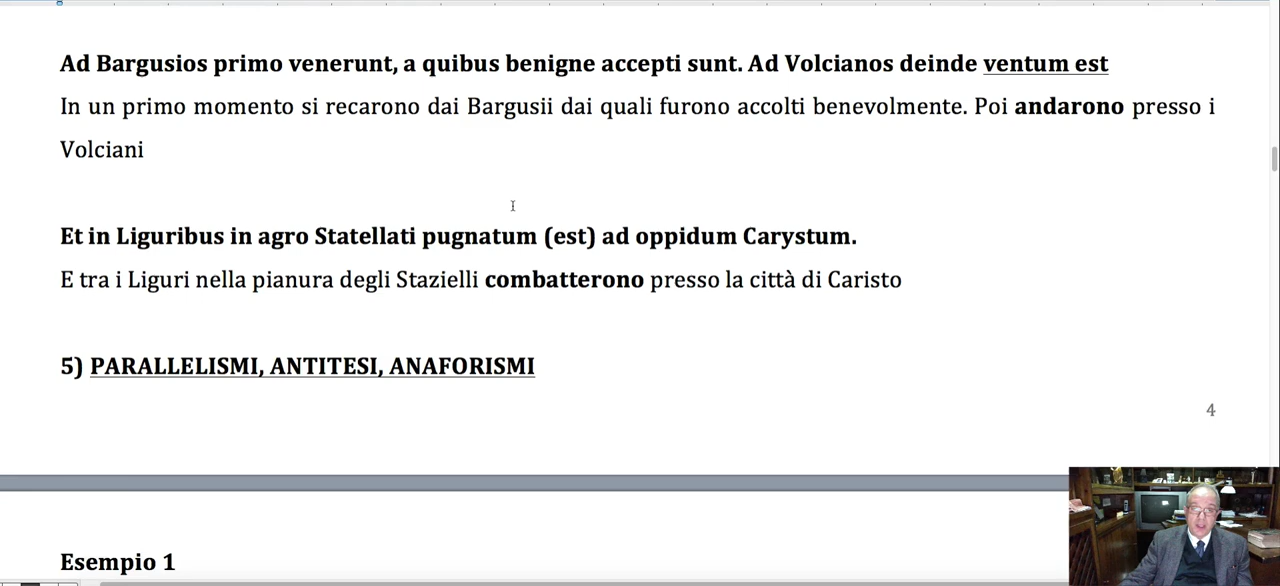 Ad Bargusios primo venerunt, a quibus benigne accepti sunt. Ad Volcianos deinde ventum est
In un primo momento si recarono dai Bargusii dai quali furono accolti benevolmente. Poi andarono presso i
Volciani
Et in Liguribus in agro Statellati pugnatum (est) ad oppidum Carystum.
E tra i Liguri nella pianura degli Stazielli combatterono presso la città di Caristo
5) PARALLELISMI, ANTITESI, ANAFORISMI
4
Esempio 1